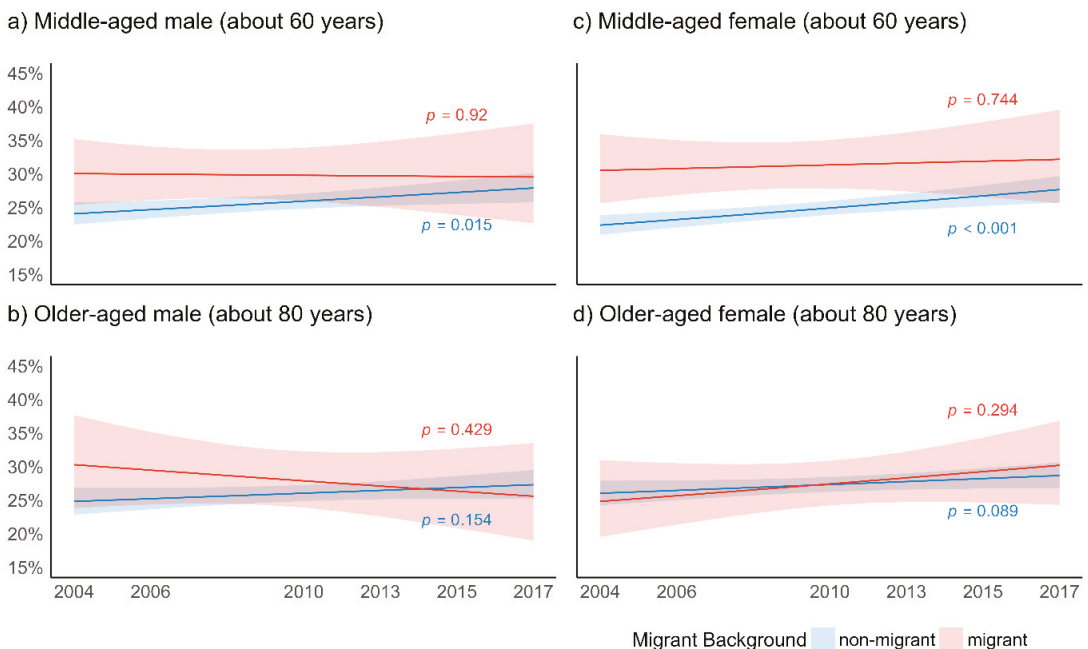 a) Middle-aged male (about 60 years)
45%
40%
35%
30%
25%
20%
15%
p = 0.92
p = 0.015
c) Middle-aged female (about 60 years)
p = 0.744
p < 0.001
b) Older-aged male (about 80 years)
45%
40%
35%
30%
25%
20%
15%
p = 0.429
p = 0.154
2004 2006 2010 2013 2015 2017
d) Older-aged female (about 80 years)
p = 0.294
p = 0.089
2004 2006 2010 2013 2015 2017
Migrant Background non-migrant migrant